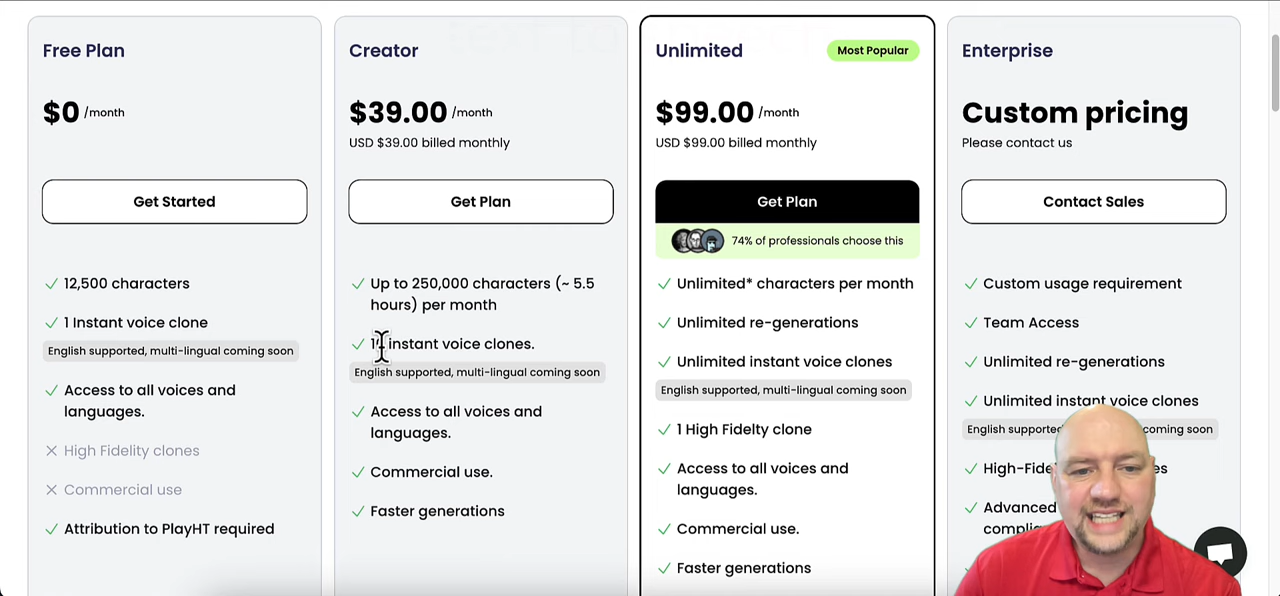 Free Plan
$0 /month
Get Started
12,500 characters
1 Instant voice clone
English supported, multi-lingual coming soon
Access to all voices and
languages.
High Fidelity clones
Commercial use
Attribution to PlayHT required
Creator
$39.00 /month
USD $39.00 billed monthly
Get Plan
Up to 250,000 characters (~ 5.5
hours) per month
instant voice clones.
English supported, multi-lingual coming soon
Access to all voices and
languages.
Commercial use.
Faster generations
Unlimited
Most Popular
$99.00 /month
USD $99.00 billed monthly
Get Plan
74% of professionals choose this
Unlimited* characters per month
Unlimited re-generations
Unlimited instant voice clones
English supported, multi-lingual coming soon
1 High Fidelty clone
Access to all voices and
languages.
Commercial use.
Faster generations
Enterprise
Custom pricing
Please contact us
Contact Sales
Custom usage requirement
Team Access
Unlimited re-generations
Unlimited instant voice clones
English coming soon
Advanced